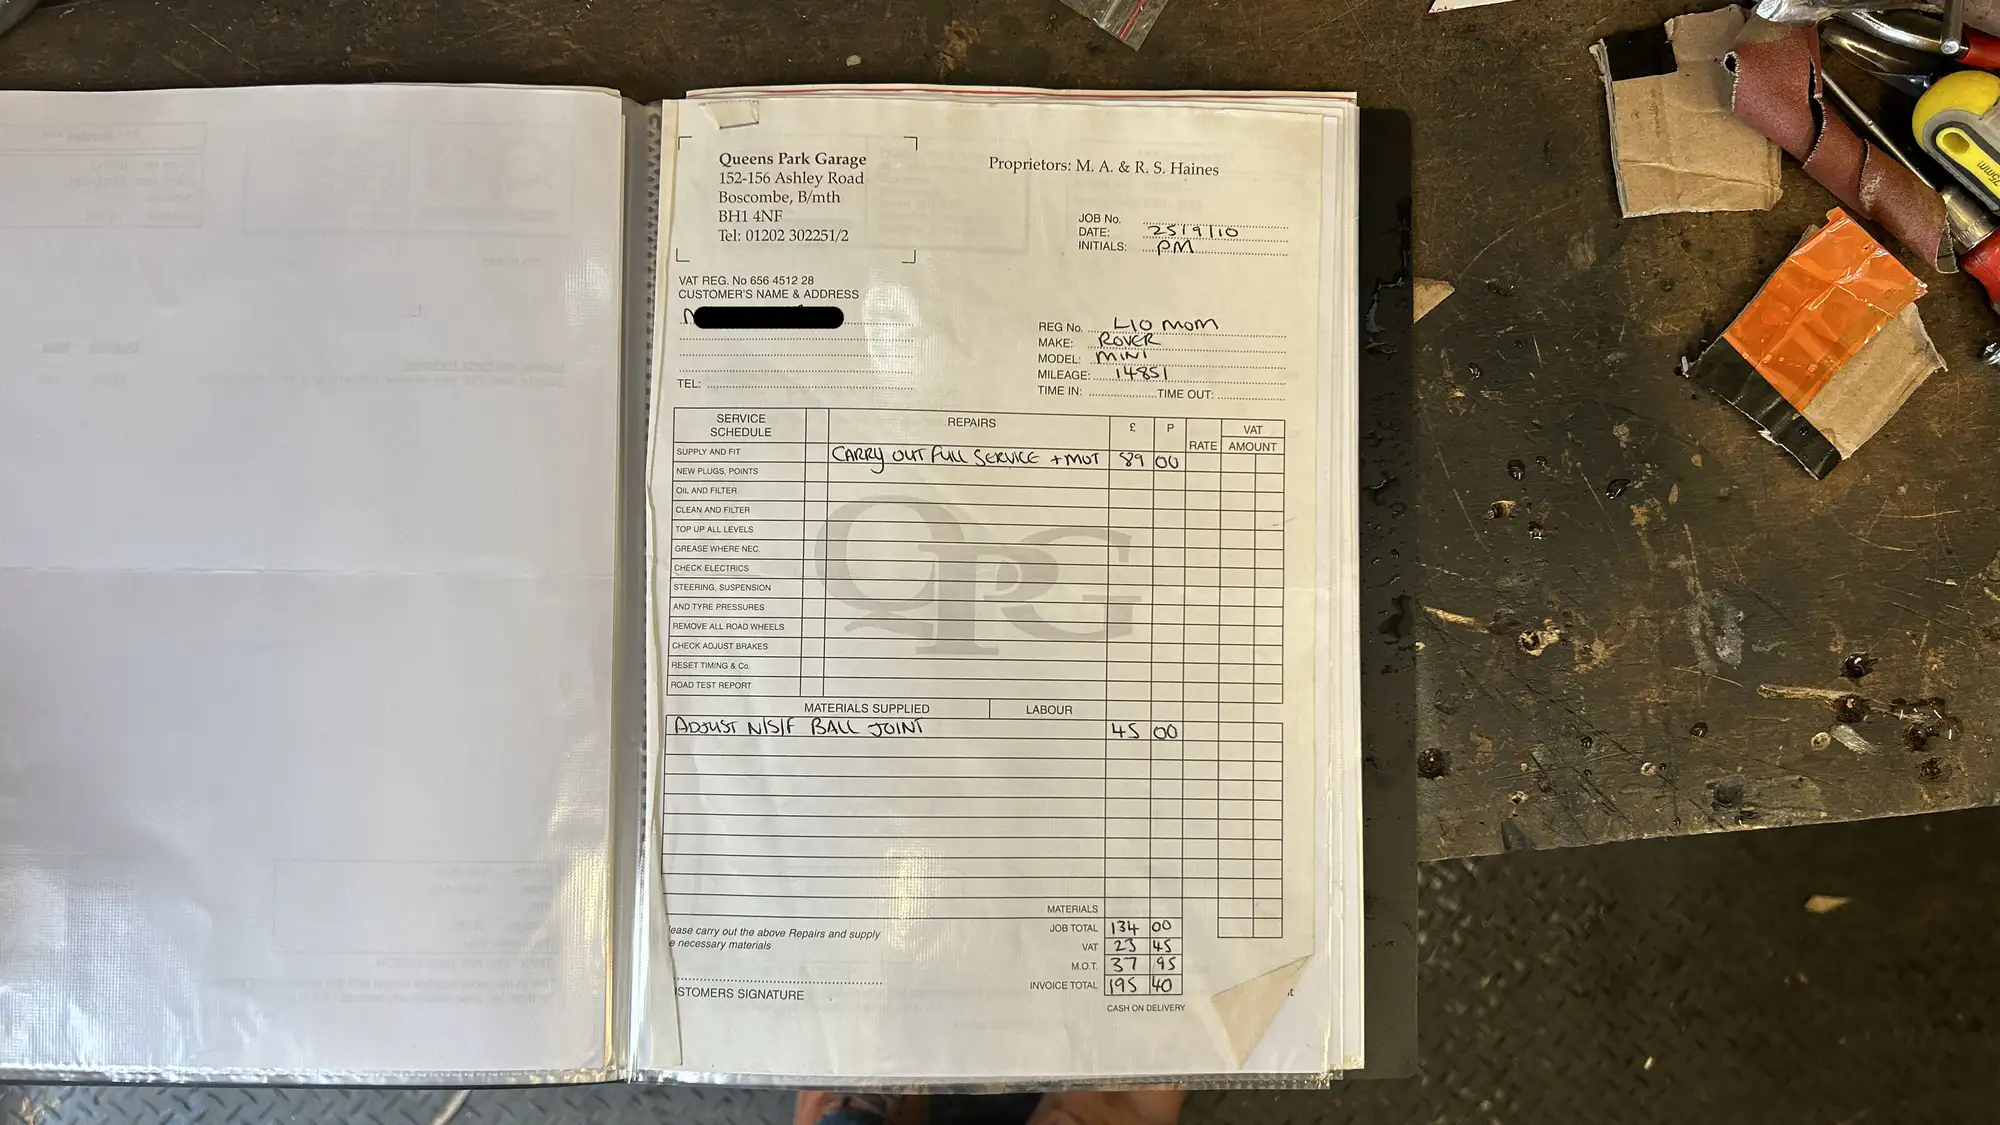 Queens Park Garage
152-156 Ashley Road
Boscombe, B/mth
BH1 4NF
Tel: 01202 302251/2
Proprietors: M. A. & R. S. Haines
JOB No.
DATE: 25/9/10
INITIALS: P.M
VAT REG. No 656 4512 28
CUSTOMER'S NAME & ADDRESS
TEL:
REG No. L10 MOM
MAKE: ROVER
MODEL: MINI
MILEAGE: 14851
TIME IN: TIME OUT:
SERVICE SCHEDULE REPAIRS £ P RATE VAT AMOUNT
SUPPLY AND FIT CARRY OUT FULL SERVICE + MOT 89 00
NEW PLUGS, POINTS
OIL AND FILTER
CLEAN AND FILTER
TOP UP ALL LEVELS
GREASE WHERE NEC.
CHECK ELECTRICS
STEERING, SUSPENSION
AND TYRE PRESSURES
REMOVE ALL ROAD WHEELS
CHECK ADJUST BRAKES
RESET TIMING & Co.
ROAD TEST REPORT
QPG
MATERIALS SUPPLIED LABOUR
ADJUST N/S/F BALL JOINT 45 00
MATERIALS
JOB TOTAL 134 00
VAT 23 45
M.O.T. 37 95
INVOICE TOTAL 195 40
CASH ON DELIVERY
ease carry out the above Repairs and supply
e necessary materials
STOMERS SIGNATURE
75mm